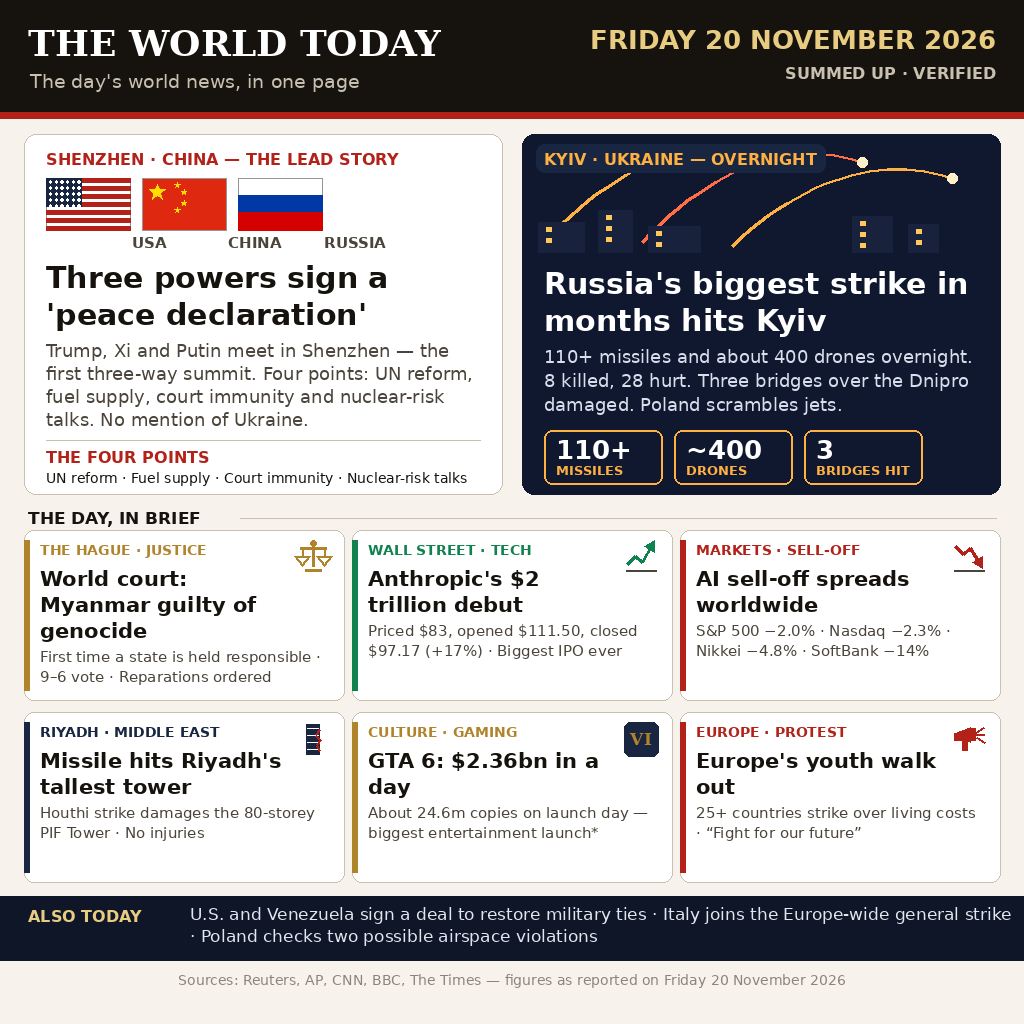 THE WORLD TODAY
The day's world news, in one page
FRIDAY 20 NOVEMBER 2026
SUMMED UP · VERIFIED
SHENZHEN · CHINA — THE LEAD STORY
USA
CHINA
RUSSIA
Three powers sign a
'peace declaration'
Trump, Xi and Putin meet in Shenzhen — the
first three-way summit. Four points: UN reform,
fuel supply, court immunity and nuclear-risk
talks. No mention of Ukraine.
THE FOUR POINTS
UN reform · Fuel supply · Court immunity · Nuclear-risk talks
KYIV · UKRAINE — OVERNIGHT
Russia's biggest strike in
months hits Kyiv
110+ missiles and about 400 drones overnight.
8 killed, 28 hurt. Three bridges over the Dnipro
damaged. Poland scrambles jets.
110+
MISSILES
~400
DRONES
3
BRIDGES HIT
THE DAY, IN BRIEF
THE HAGUE · JUSTICE
World court:
Myanmar guilty of
genocide
First time a state is held responsible ·
9–6 vote · Reparations ordered
WALL STREET · TECH
Anthropic's $2
trillion debut
Priced $83, opened $111.50, closed
$97.17 (+17%) · Biggest IPO ever
MARKETS · SELL-OFF
AI sell-off spreads
worldwide
S&P 500 −2.0% · Nasdaq −2.3% ·
Nikkei −4.8% · SoftBank −14%
RIYADH · MIDDLE EAST
Missile hits Riyadh's
tallest tower
Houthi strike damages the 80-storey
PIF Tower · No injuries
CULTURE · GAMING
VI
GTA 6: $2.36bn in a
day
About 24.6m copies on launch day —
biggest entertainment launch*
EUROPE · PROTEST
Europe's youth walk
out
25+ countries strike over living costs
· “Fight for our future”
ALSO TODAY
U.S. and Venezuela sign a deal to restore military ties · Italy joins the Europe-wide general strike
· Poland checks two possible airspace violations
Sources: Reuters, AP, CNN, BBC, The Times — figures as reported on Friday 20 November 2026